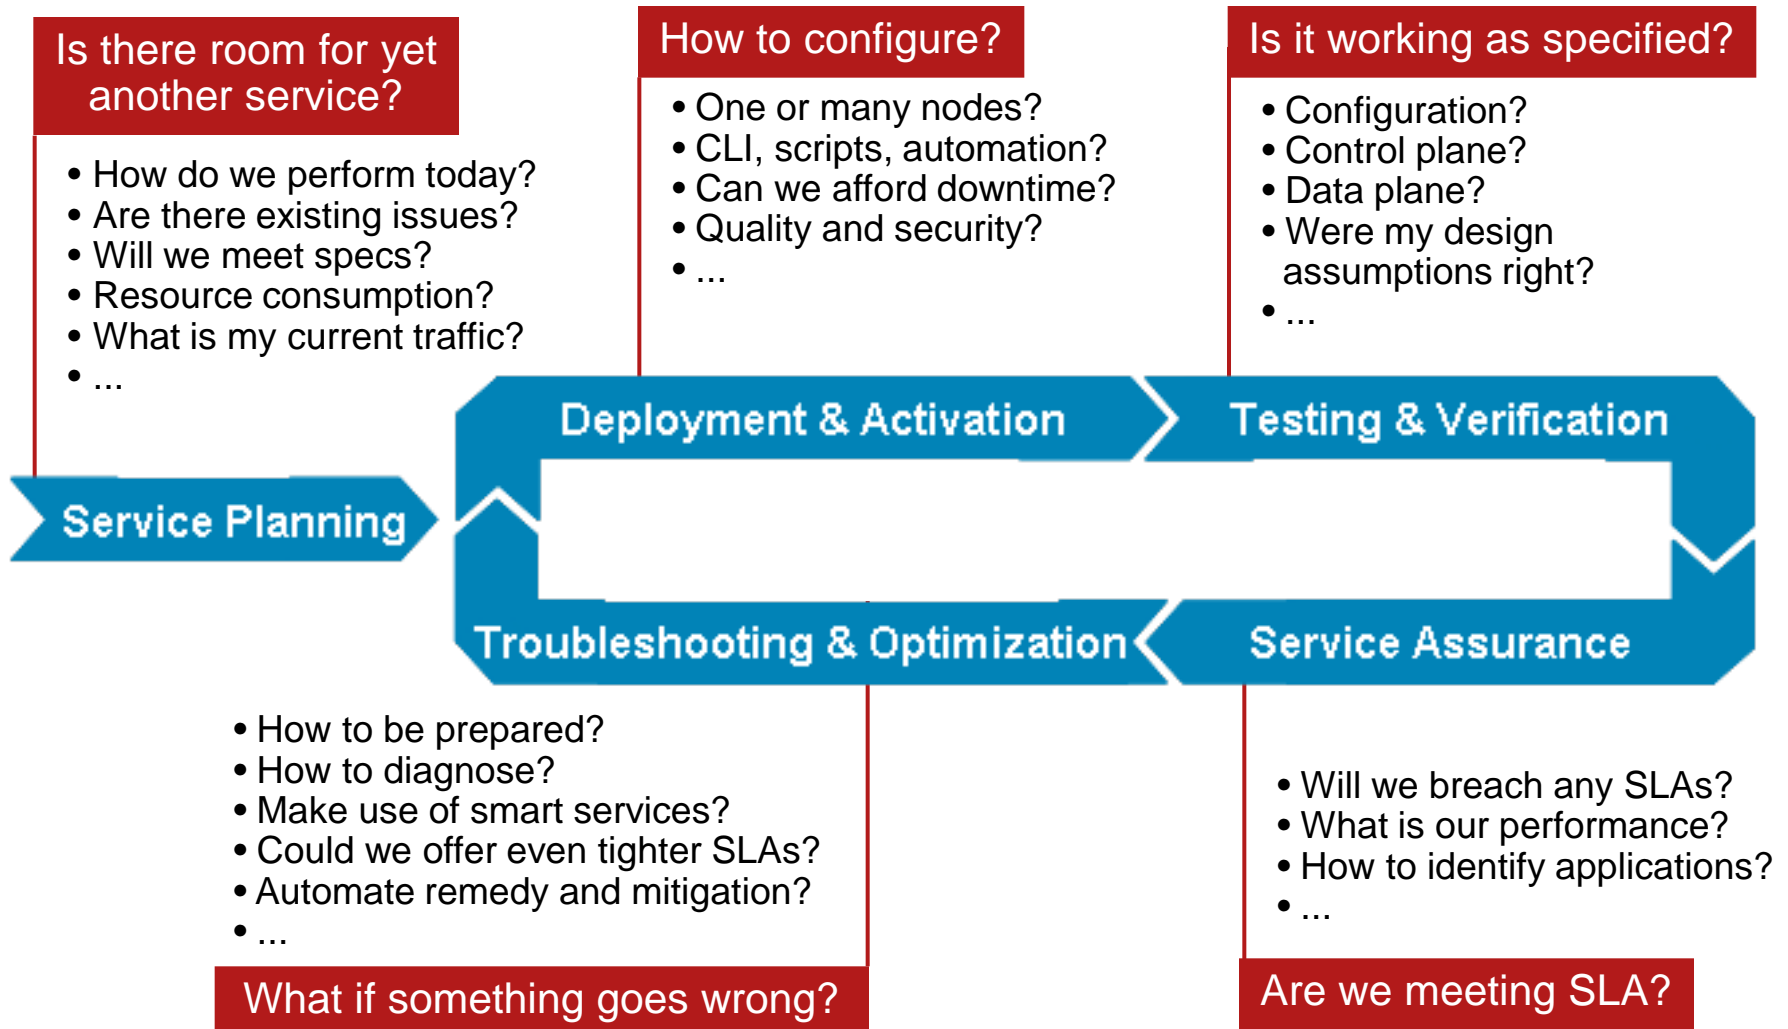 Is there room for yet
another service?
• How do we perform today?
• Are there existing issues?
• Will we meet specs?
• Resource consumption?
• What is my current traffic?
• ...
How to configure?
• One or many nodes?
• CLI, scripts, automation?
• Can we afford downtime?
• Quality and security?
• ...
Is it working as specified?
• Configuration?
• Control plane?
• Data plane?
• Were my design
assumptions right?
• ...
Service Planning
Deployment & Activation
Testing & Verification
Troubleshooting & Optimization
Service Assurance
• How to be prepared?
• How to diagnose?
• Make use of smart services?
• Could we offer even tighter SLAs?
• Automate remedy and mitigation?
• ...
What if something goes wrong?
• Will we breach any SLAs?
• What is our performance?
• How to identify applications?
• ...
Are we meeting SLA?